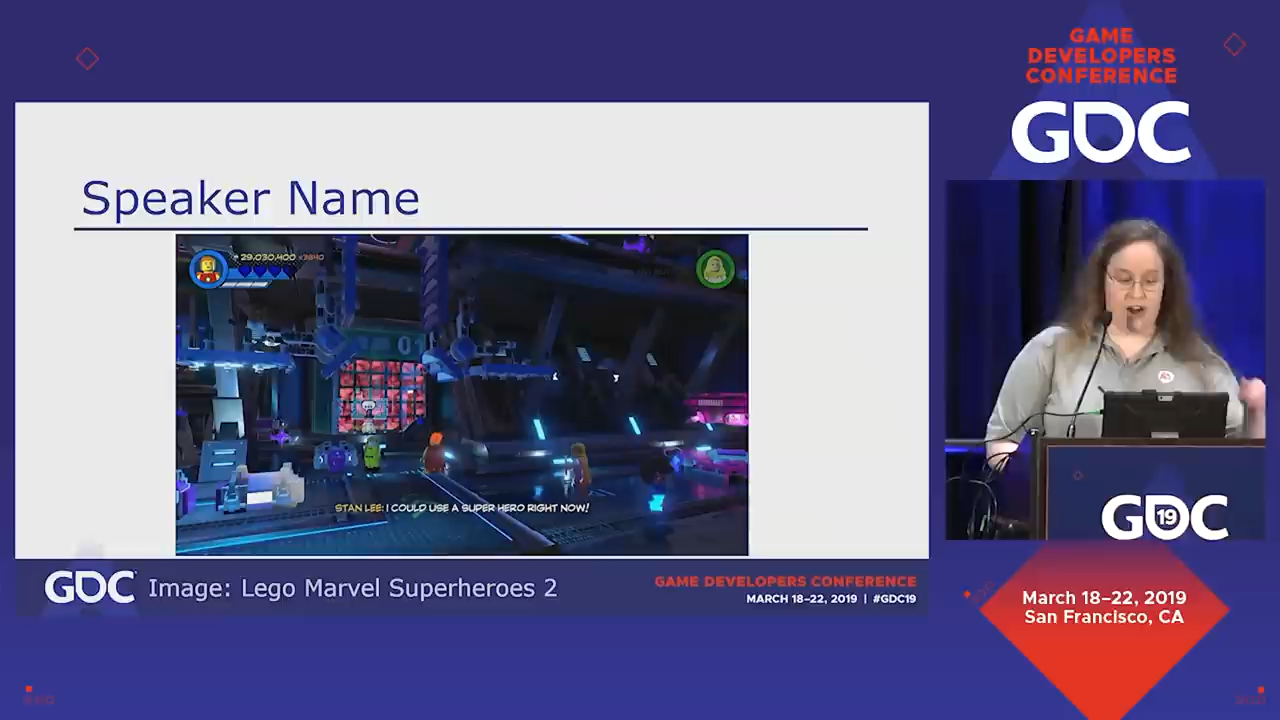 GAME
DEVELOPERS
CONFERENCE
GDC
Speaker Name
29,030,400
01
STAN LEE: I COULD USE A SUPER HERO RIGHT NOW!
GDC Image: Lego Marvel Superheroes 2
GAME DEVELOPERS CONFERENCE
MARCH 18–22, 2019 | #GDC19
GDC
19
March 18–22, 2019
San Francisco, CA